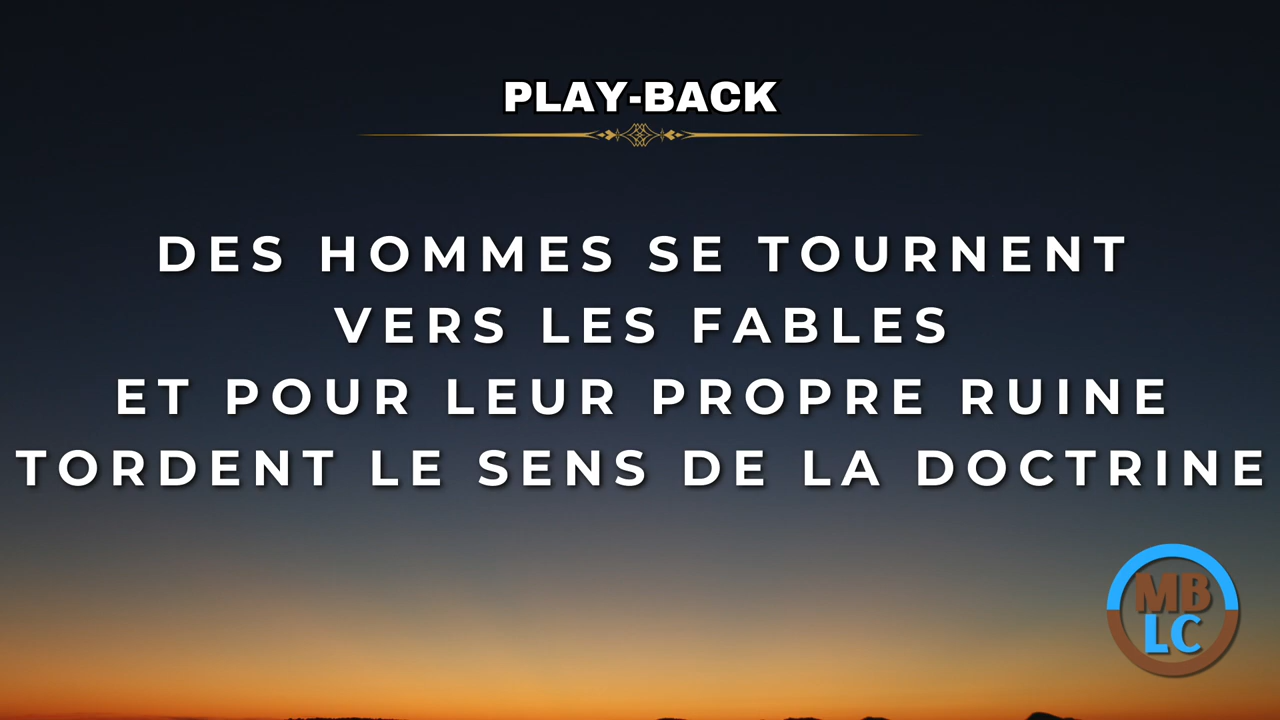 PLAY-BACK
DES HOMMES SE TOURNENT
VERS LES FABLES
ET POUR LEUR PROPRE RUINE
TORDENT LE SENS DE LA DOCTRINE
MB
LC